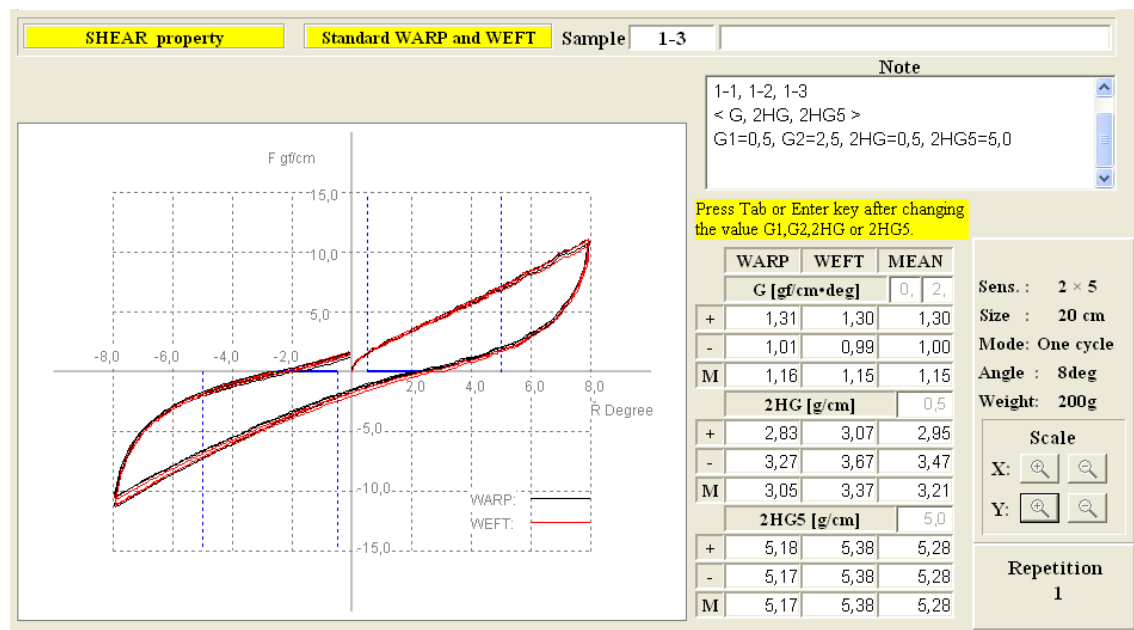 SHEAR property Standard WARP and WEFT Sample 1-3
Note
1-1, 1-2, 1-3
< G, 2HG, 2HG5 >
G1=0,5, G2=2,5, 2HG=0,5, 2HG5=5,0
F gf/cm
15,0
10,0
5,0
-8,0 -6,0 -4,0 -2,0
2,0 4,0 6,0 8,0
Ř Degree
-5,0
-10,0
-15,0
WARP:
WEFT:
Press Tab or Enter key after changing
the value G1,G2,2HG or 2HG5.
WARP WEFT MEAN
G [gf/cm•deg] 0, 2,
+ 1,31 1,30 1,30
- 1,01 0,99 1,00
M 1,16 1,15 1,15
2HG [g/cm] 0,5
+ 2,83 3,07 2,95
- 3,27 3,67 3,47
M 3,05 3,37 3,21
2HG5 [g/cm] 5,0
+ 5,18 5,38 5,28
- 5,17 5,38 5,28
M 5,17 5,38 5,28
Sens. : 2 × 5
Size : 20 cm
Mode: One cycle
Angle : 8deg
Weight: 200g
Scale
X:
Y:
Repetition
1